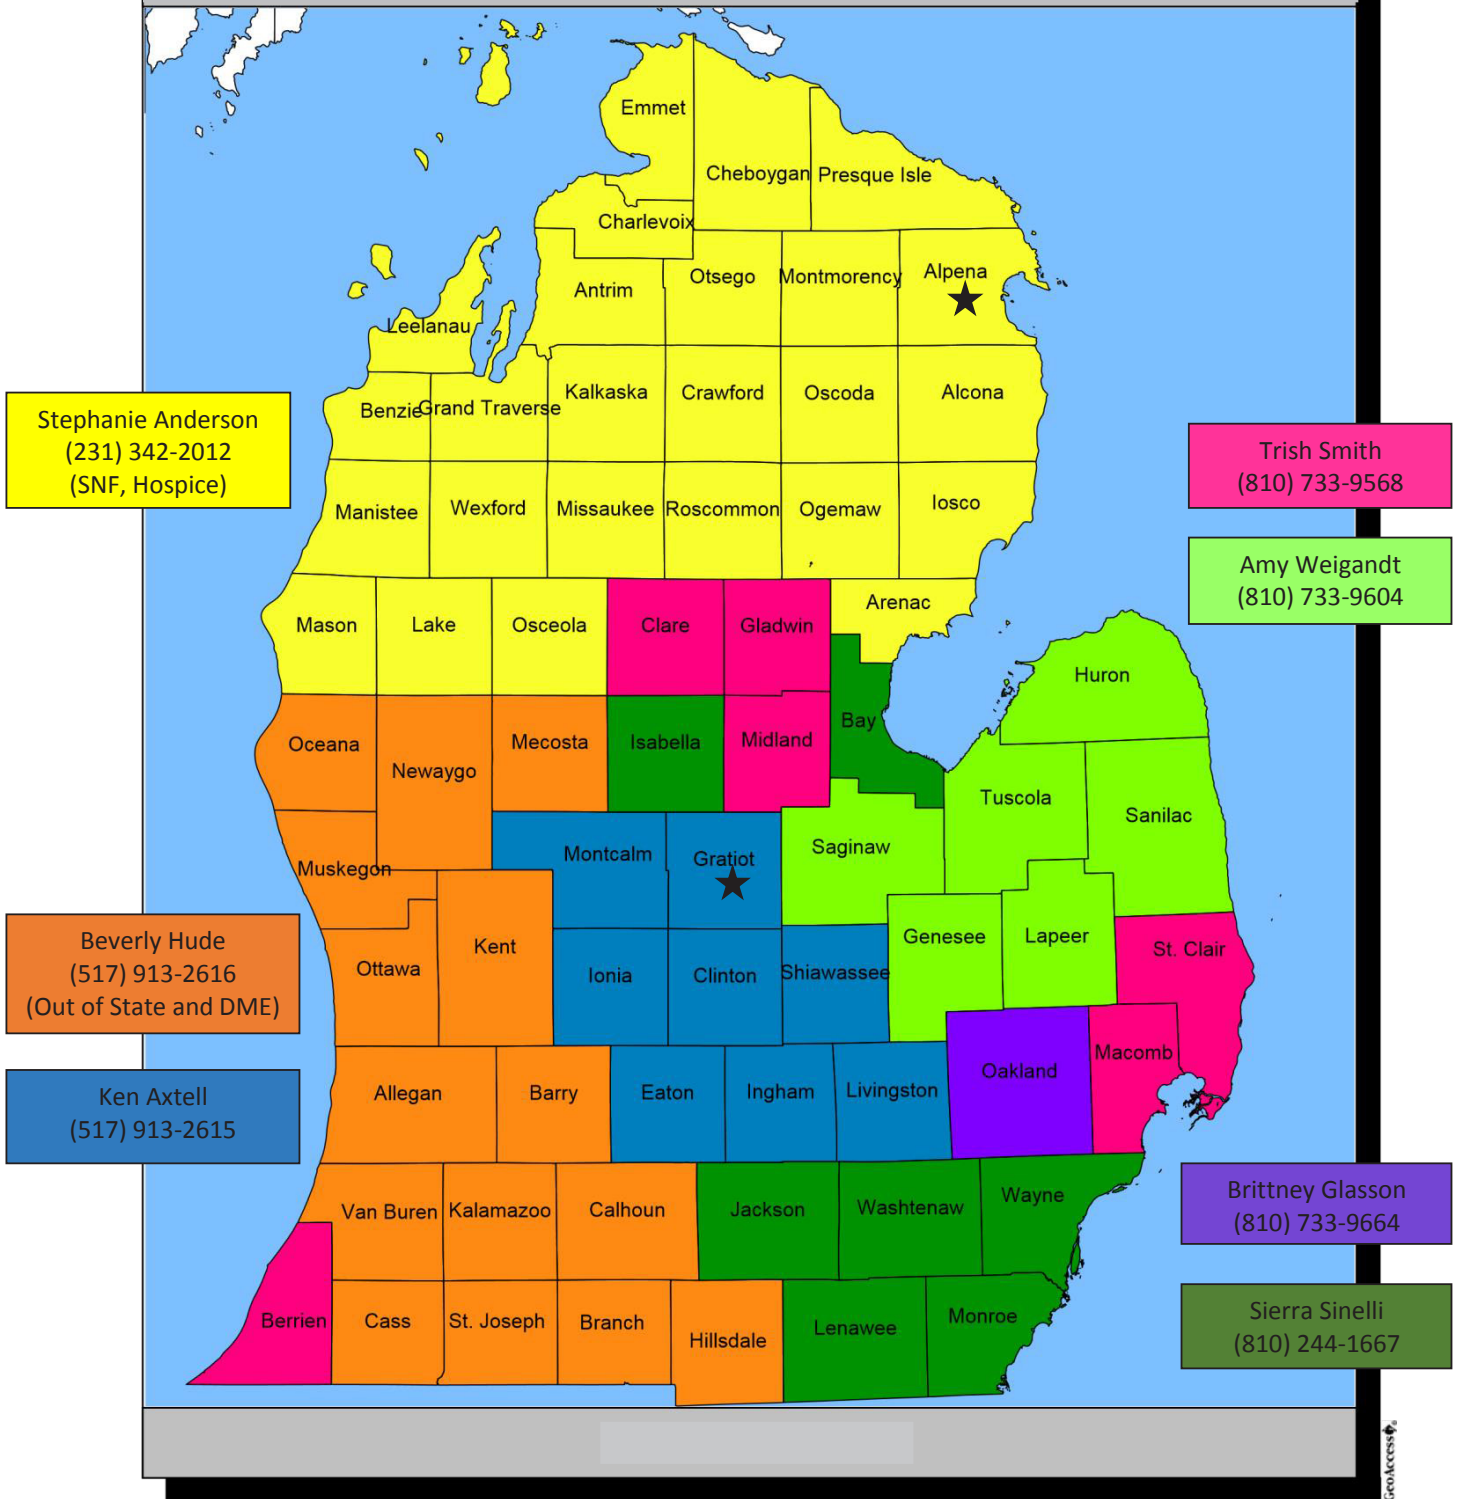 Emmet
Cheboygan
Presque Isle
Charlevoix
Antrim
Otsego
Montmorency
Alpena
Leelanau
Benzie
Grand Traverse
Kalkaska
Crawford
Oscoda
Alcona
Stephanie Anderson
(231) 342-2012
(SNF, Hospice)
Trish Smith
(810) 733-9568
Manistee
Wexford
Missaukee
Roscommon
Ogemaw
Iosco
Amy Weigandt
(810) 733-9604
Mason
Lake
Osceola
Clare
Gladwin
Arenac
Huron
Oceana
Newaygo
Mecosta
Isabella
Midland
Bay
Tuscola
Sanilac
Muskegon
Montcalm
Gratiot
Saginaw
Beverly Hude
(517) 913-2616
(Out of State and DME)
Ottawa
Kent
Ionia
Clinton
Shiawassee
Genesee
Lapeer
St. Clair
Ken Axtell
(517) 913-2615
Allegan
Barry
Eaton
Ingham
Livingston
Oakland
Macomb
Van Buren
Kalamazoo
Calhoun
Jackson
Washtenaw
Wayne
Brittney Glasson
(810) 733-9664
Berrien
Cass
St. Joseph
Branch
Hillsdale
Lenawee
Monroe
Sierra Sinelli
(810) 244-1667
GeoAccess